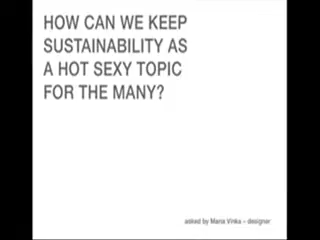 HOW CAN WE KEEP
SUSTAINABILITY AS
A HOT SEXY TOPIC
FOR THE MANY?
asked by Maria Vinka – designer